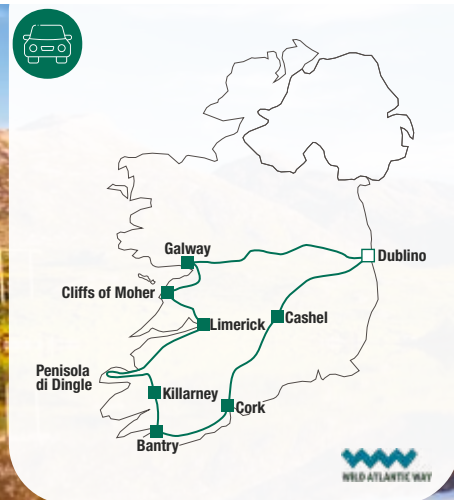 Galway
Dublino
Cliffs of Moher
Limerick
Cashel
Penisola
di Dingle
Killarney
Cork
Bantry
WILD ATLANTIC WAY